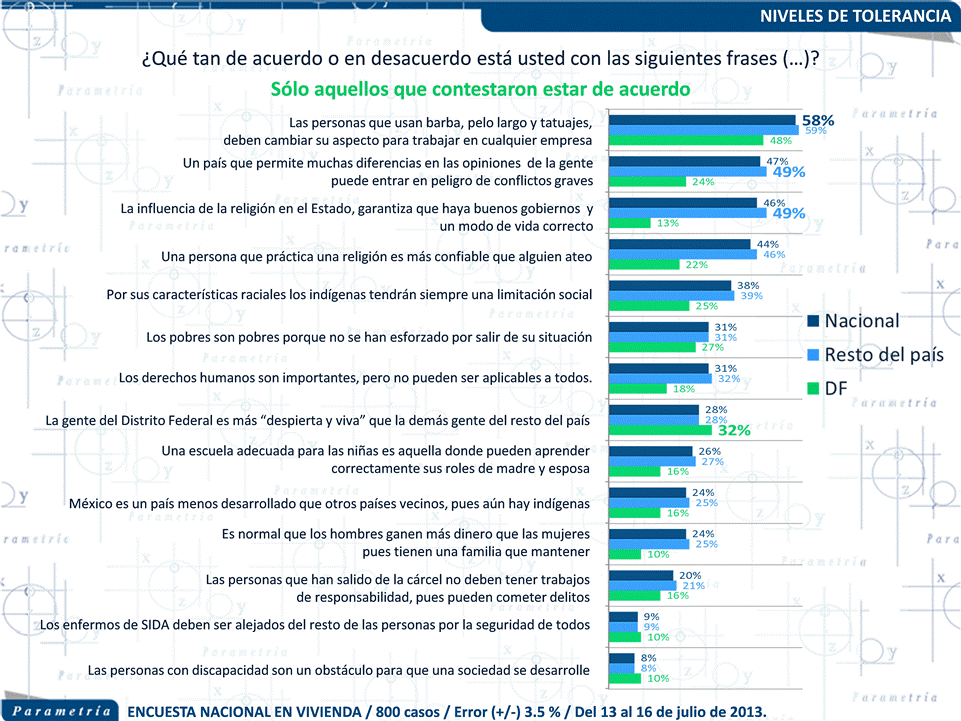 NIVELES DE TOLERANCIA
¿Qué tan de acuerdo o en desacuerdo está usted con las siguientes frases (…)?
Sólo aquellos que contestaron estar de acuerdo
Las personas que usan barba, pelo largo y tatuajes,
deben cambiar su aspecto para trabajar en cualquier empresa
58%
59%
48%
Un país que permite muchas diferencias en las opiniones de la gente
puede entrar en peligro de conflictos graves
47%
49%
24%
La influencia de la religión en el Estado, garantiza que haya buenos gobiernos y
un modo de vida correcto
46%
49%
13%
Una persona que práctica una religión es más confiable que alguien ateo
44%
46%
22%
Por sus características raciales los indígenas tendrán siempre una limitación social
38%
39%
25%
Los pobres son pobres porque no se han esforzado por salir de su situación
31%
31%
27%
Los derechos humanos son importantes, pero no pueden ser aplicables a todos.
31%
32%
18%
La gente del Distrito Federal es más “despierta y viva” que la demás gente del resto del país
28%
28%
32%
Una escuela adecuada para las niñas es aquella donde pueden aprender
correctamente sus roles de madre y esposa
26%
27%
16%
México es un país menos desarrollado que otros países vecinos, pues aún hay indígenas
24%
25%
16%
Es normal que los hombres ganen más dinero que las mujeres
pues tienen una familia que mantener
24%
25%
10%
Las personas que han salido de la cárcel no deben tener trabajos
de responsabilidad, pues pueden cometer delitos
20%
21%
16%
Los enfermos de SIDA deben ser alejados del resto de las personas por la seguridad de todos
9%
9%
10%
Las personas con discapacidad son un obstáculo para que una sociedad se desarrolle
8%
8%
10%
Nacional
Resto del país
DF
Parametría
ENCUESTA NACIONAL EN VIVIENDA / 800 casos / Error (+/-) 3.5 % / Del 13 al 16 de julio de 2013.